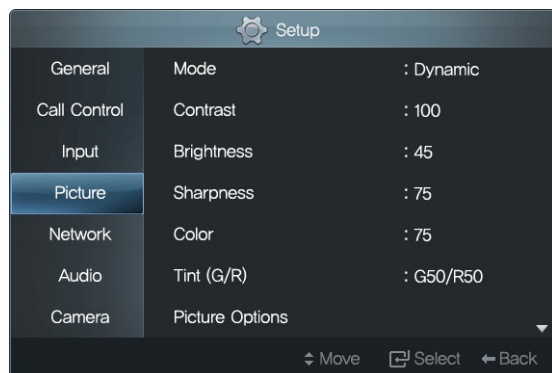 Setup
General
Call Control
Input
Picture
Network
Audio
Camera
Mode : Dynamic
Contrast : 100
Brightness : 45
Sharpness : 75
Color : 75
Tint (G/R) : G50/R50
Picture Options
Move Select Back